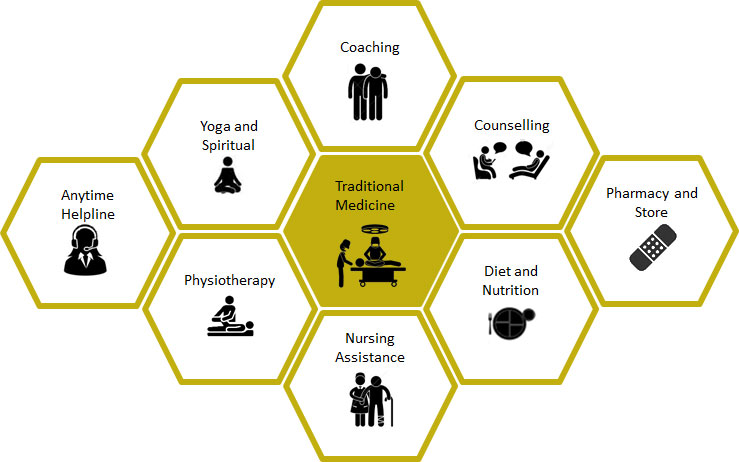 Coaching
Yoga and
Spiritual
Counselling
Anytime
Helpline
Traditional
Medicine
Pharmacy and
Store
Physiotherapy
Diet and
Nutrition
Nursing
Assistance